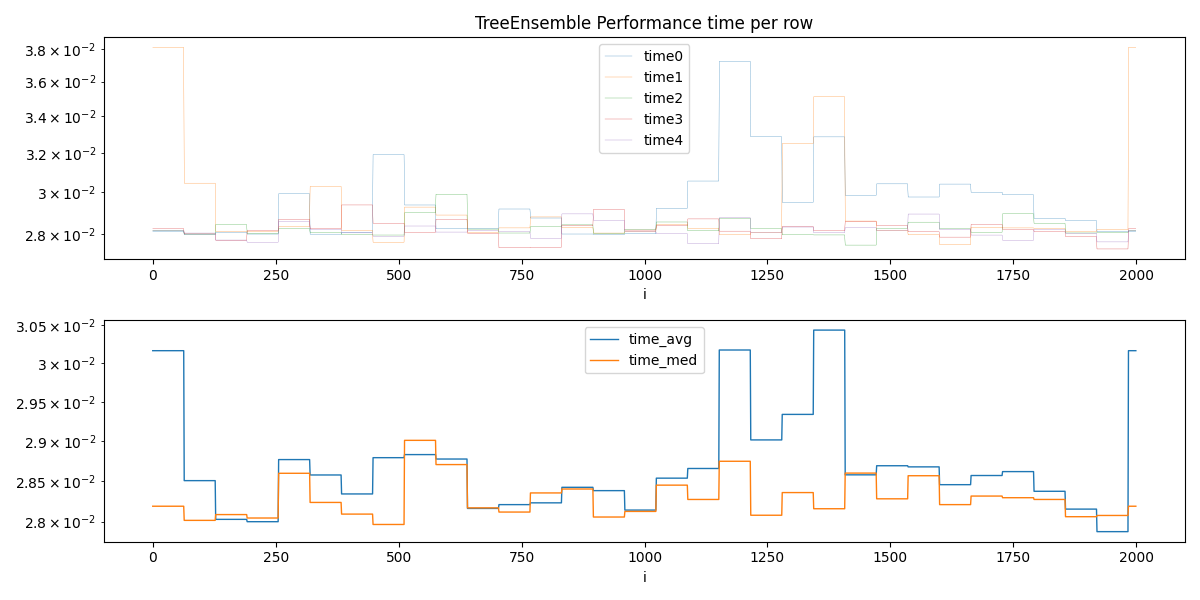 TreeEnsemble Performance time per row
3.8 × 10⁻²
3.6 × 10⁻²
3.4 × 10⁻²
3.2 × 10⁻²
3 × 10⁻²
2.8 × 10⁻²
time0
time1
time2
time3
time4
0 250 500 750 1000 1250 1500 1750 2000
i
3.05 × 10⁻²
3 × 10⁻²
2.95 × 10⁻²
2.9 × 10⁻²
2.85 × 10⁻²
2.8 × 10⁻²
time_avg
time_med
0 250 500 750 1000 1250 1500 1750 2000
i